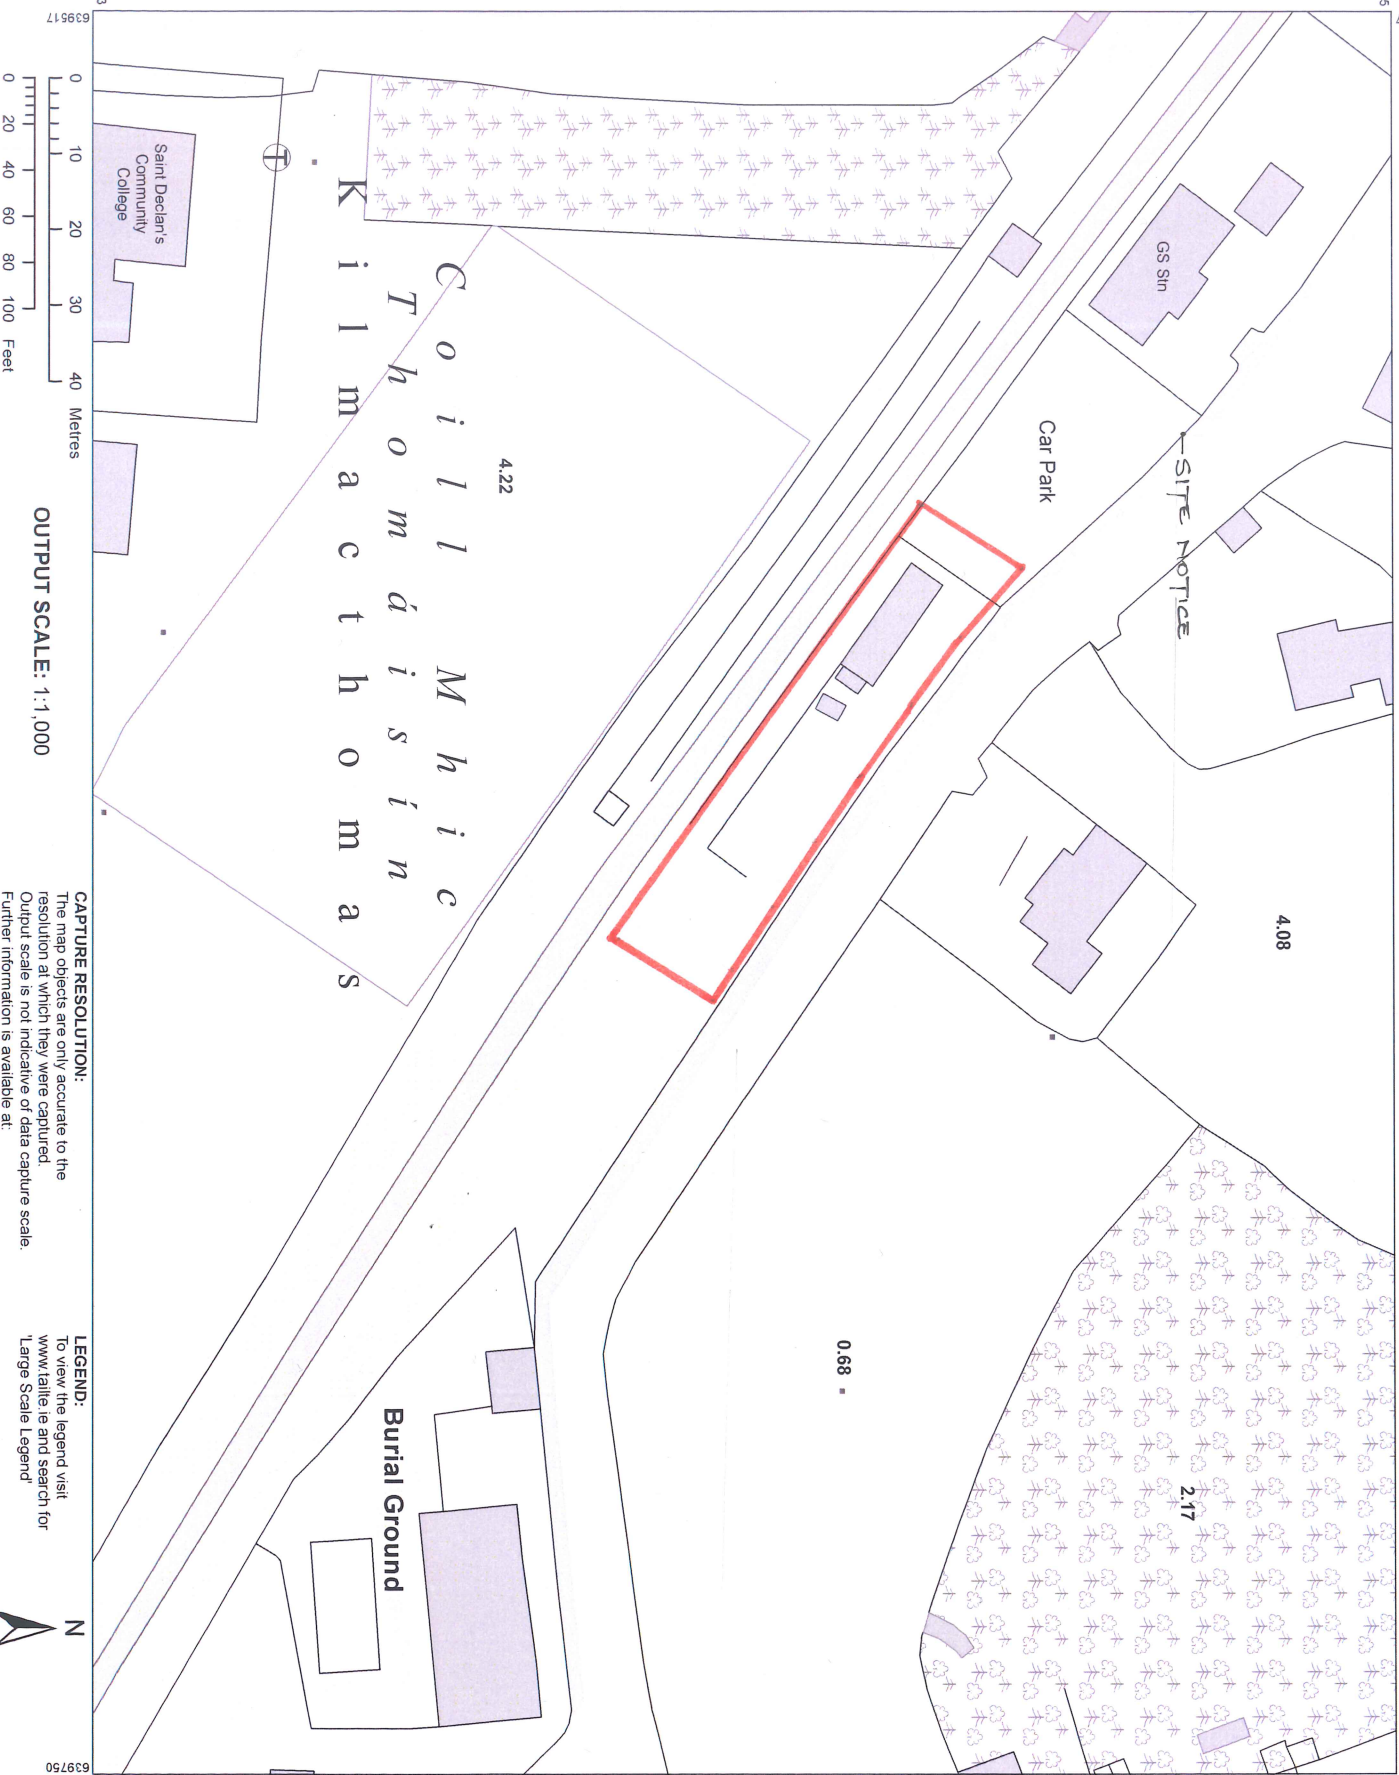 639517
639750
3
5
GS Stn
Car Park
— SITE NOTICE
4.08
2.17
0.68
4.22
Coill Mhic
Thomáisín
Kilmacthomas
T
Saint Declan's
Community
College
Burial Ground
0 10 20 30 40 Metres
0 20 40 60 80 100 Feet
OUTPUT SCALE: 1:1,000
CAPTURE RESOLUTION:
The map objects are only accurate to the
resolution at which they were captured.
Output scale is not indicative of data capture scale.
Further information is available at:
LEGEND:
To view the legend visit
www.tailte.ie and search for
'Large Scale Legend'
N